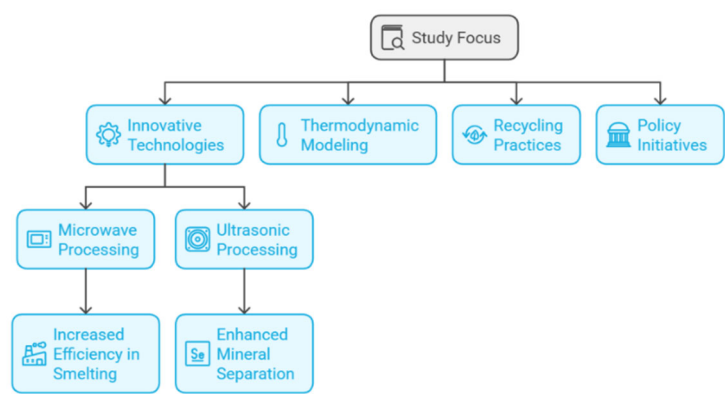 Study Focus
Innovative
Technologies
Thermodynamic
Modeling
Recycling
Practices
Policy
Initiatives
Microwave
Processing
Ultrasonic
Processing
Increased
Efficiency in
Smelting
Se
Enhanced
Mineral
Separation